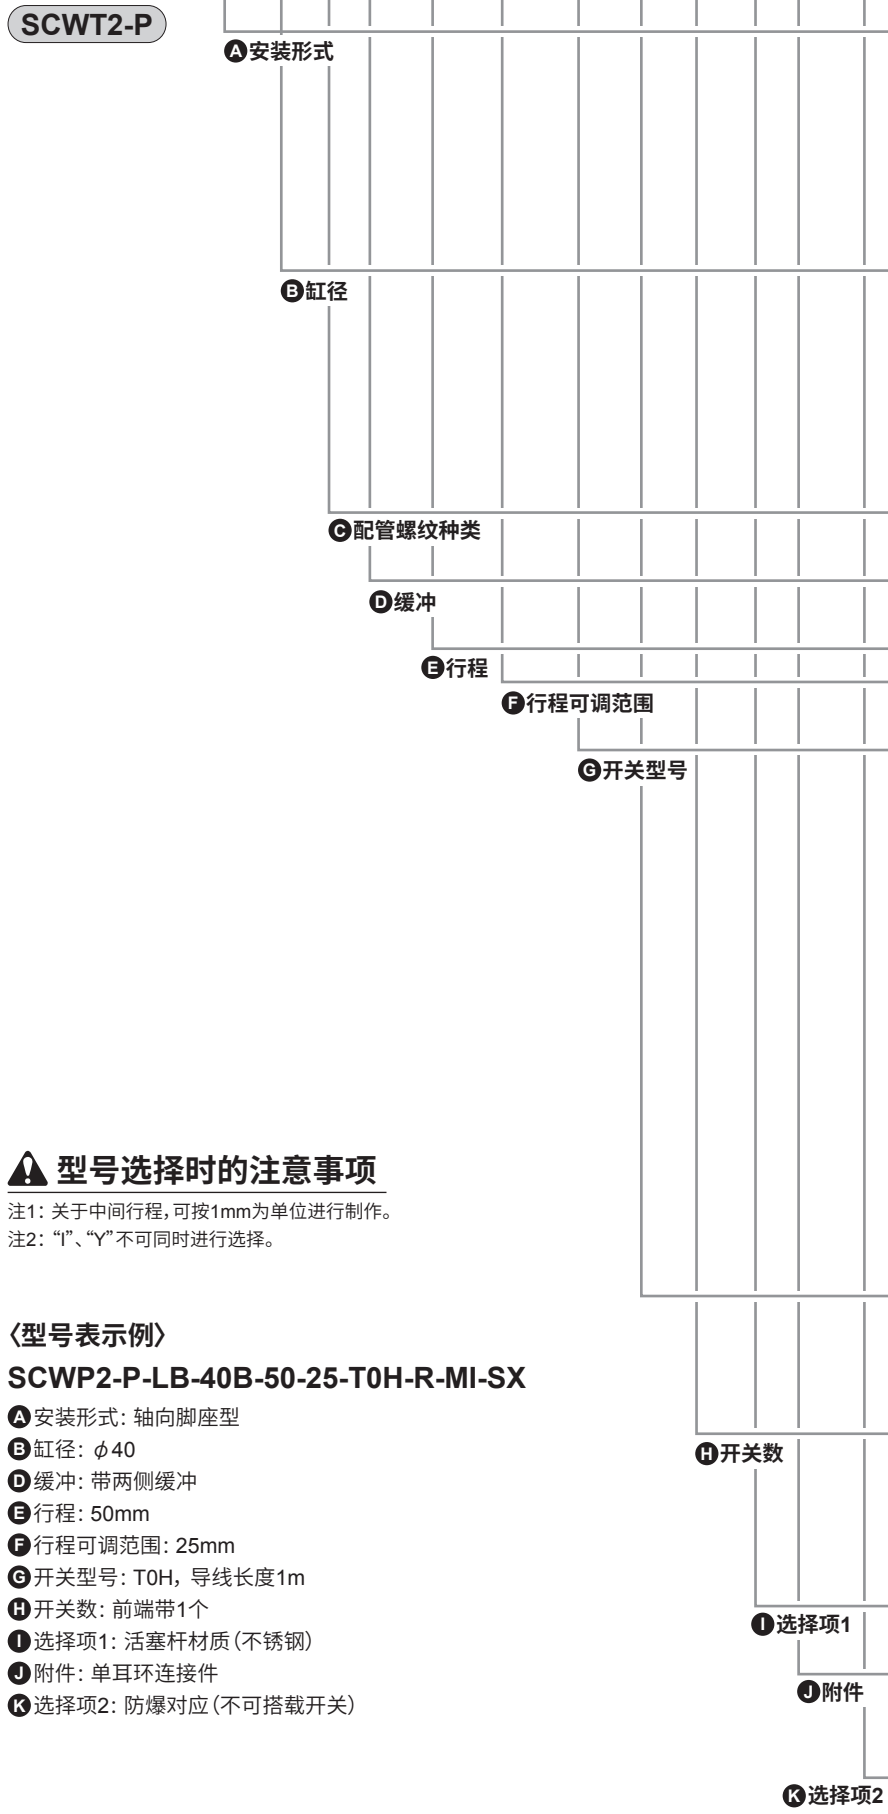 SCWT2-P
A安装形式
B缸径
C配管螺纹种类
D缓冲
E行程
F行程可调范围
G开关型号
型号选择时的注意事项
注1：关于中间行程，可按1mm为单位进行制作。
注2：“I”、“Y”不可同时进行选择。
〈型号表示例〉
SCWP2-P-LB-40B-50-25-T0H-R-MI-SX
A安装形式：轴向脚座型
B缸径：φ40
D缓冲：带两侧缓冲
E行程：50mm
F行程可调范围：25mm
G开关型号：T0H，导线长度1m
H开关数：前端带1个
I选择项1：活塞杆材质（不锈钢）
J附件：单耳环连接件
K选择项2：防爆对应（不可搭载开关）
H开关数
I选择项1
J附件
K选择项2